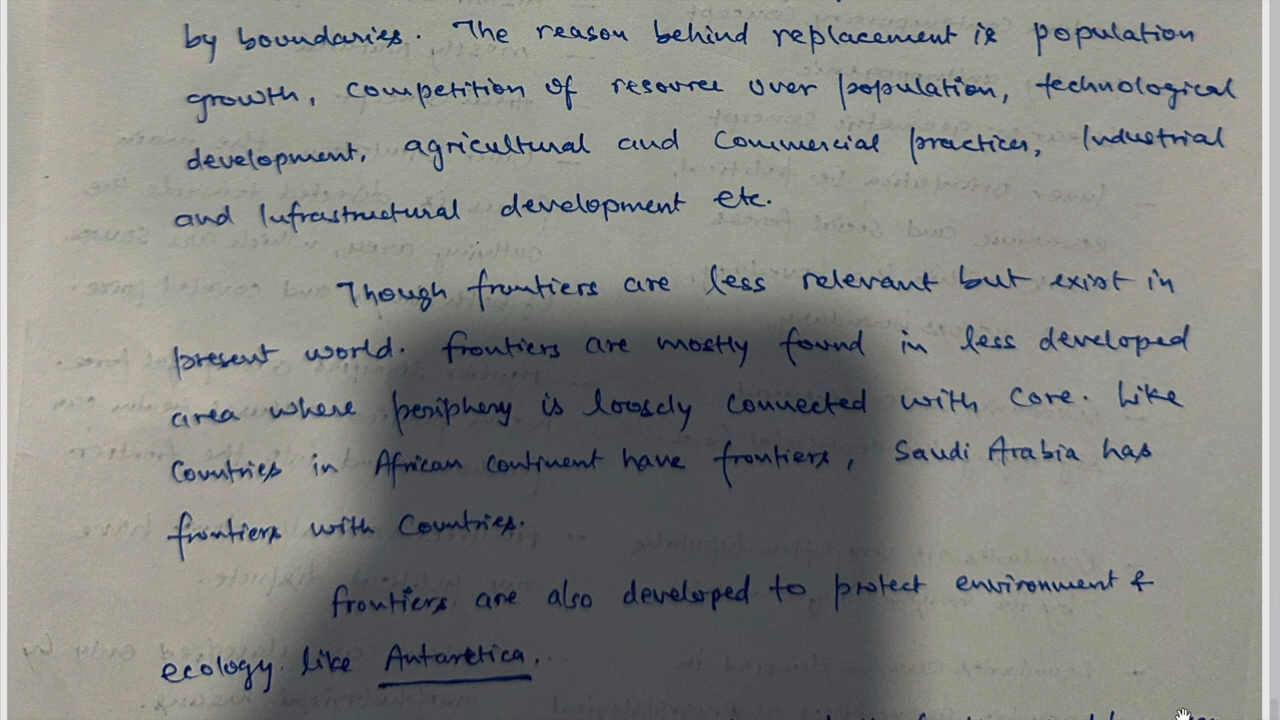 by boundaries. The reason behind replacement is population
growth, competition of resource over population, technological
development, agricultural and commercial practices, Industrial
and Infrastructural development etc.
Though frontiers are less relevant but exist in
present world. frontiers are mostly found in less developed
area where periphery is loosely connected with core. Like
Countries in African continent have frontiers, Saudi Arabia has
frontiers with Countries.
frontiers are also developed to protect environment &
ecology. like Antarctica.